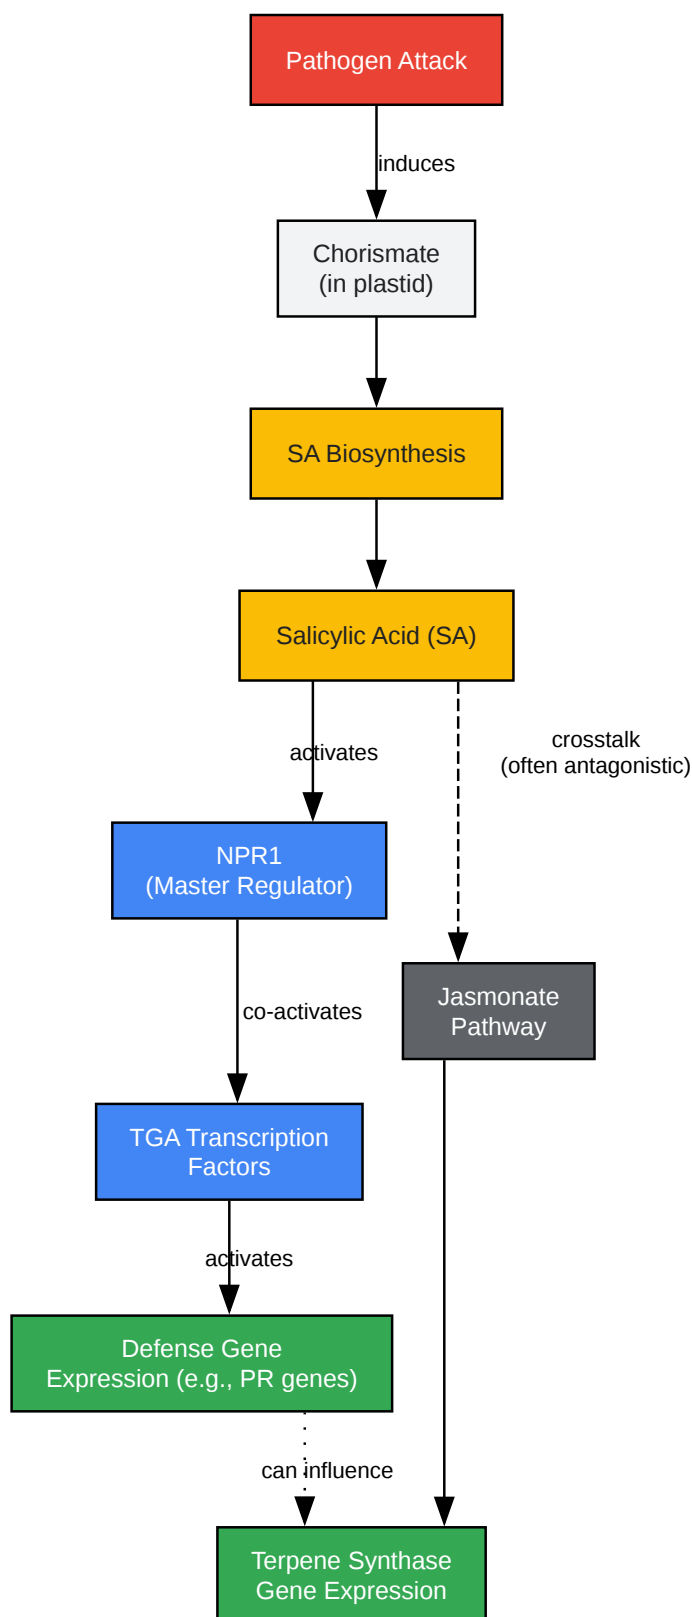 Pathogen Attack
induces
Chorismate
(in plastid)
SA Biosynthesis
Salicylic Acid (SA)
activates
crosstalk
(often antagonistic)
NPR1
(Master Regulator)
Jasmonate
Pathway
co-activates
TGA Transcription
Factors
activates
Defense Gene
Expression (e.g., PR genes)
can influence
Terpene Synthase
Gene Expression